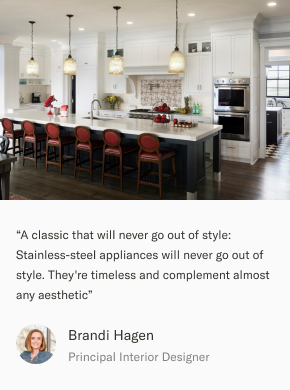 “A classic that will never go out of style:
Stainless-steel appliances will never go out of
style. They're timeless and complement almost
any aesthetic”
Brandi Hagen
Principal Interior Designer